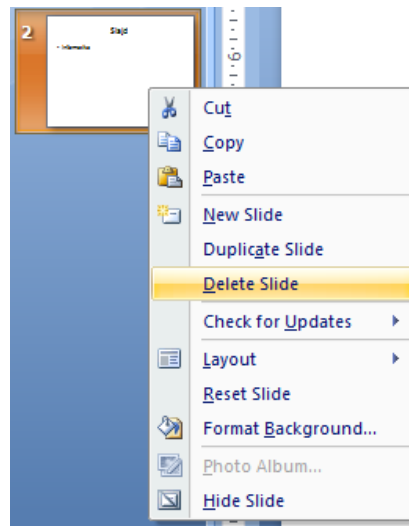 2
Slajd
• Informatika
Cut
Copy
Paste
New Slide
Duplicate Slide
Delete Slide
Check for Updates
Layout
Reset Slide
Format Background...
Photo Album...
Hide Slide